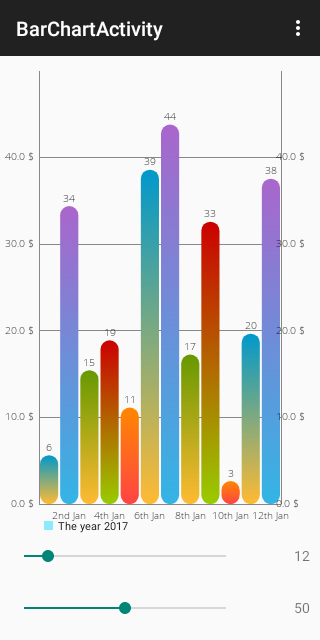 BarChartActivity
44
40.0 $ 39 40.0 $
38
34 33
30.0 $ 30.0 $
20.0 $ 19 20 20.0 $
15 17
11
10.0 $ 10.0 $
6
3
0.0 $ 0.0 $
2nd Jan 4th Jan 6th Jan 8th Jan 10th Jan 12th Jan
The year 2017
12
50